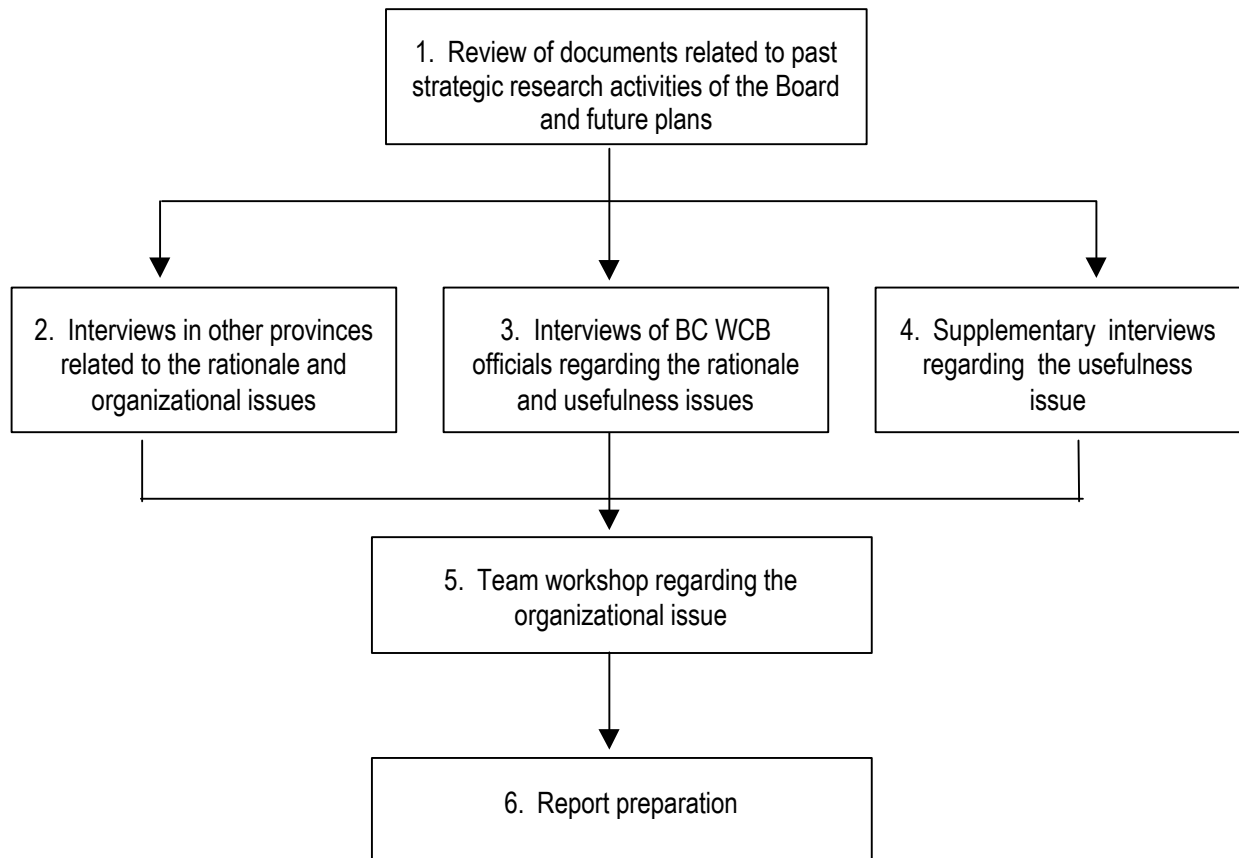 1. Review of documents related to past
strategic research activities of the Board
and future plans
2. Interviews in other provinces
related to the rationale and
organizational issues
3. Interviews of BC WCB
officials regarding the rationale
and usefulness issues
4. Supplementary interviews
regarding the usefulness
issue
5. Team workshop regarding the
organizational issue
6. Report preparation